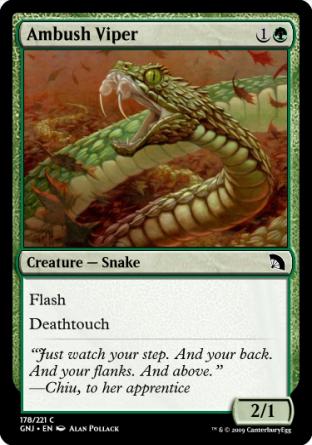 Ambush Viper 1
Creature — Snake
Flash
Deathtouch
“Just watch your step. And your back.
And your flanks. And above.”
—Chiu, to her apprentice
2/1
178/221 C
GNJ • EN Alan Pollack
™ & © 2019 CanterburyEgg